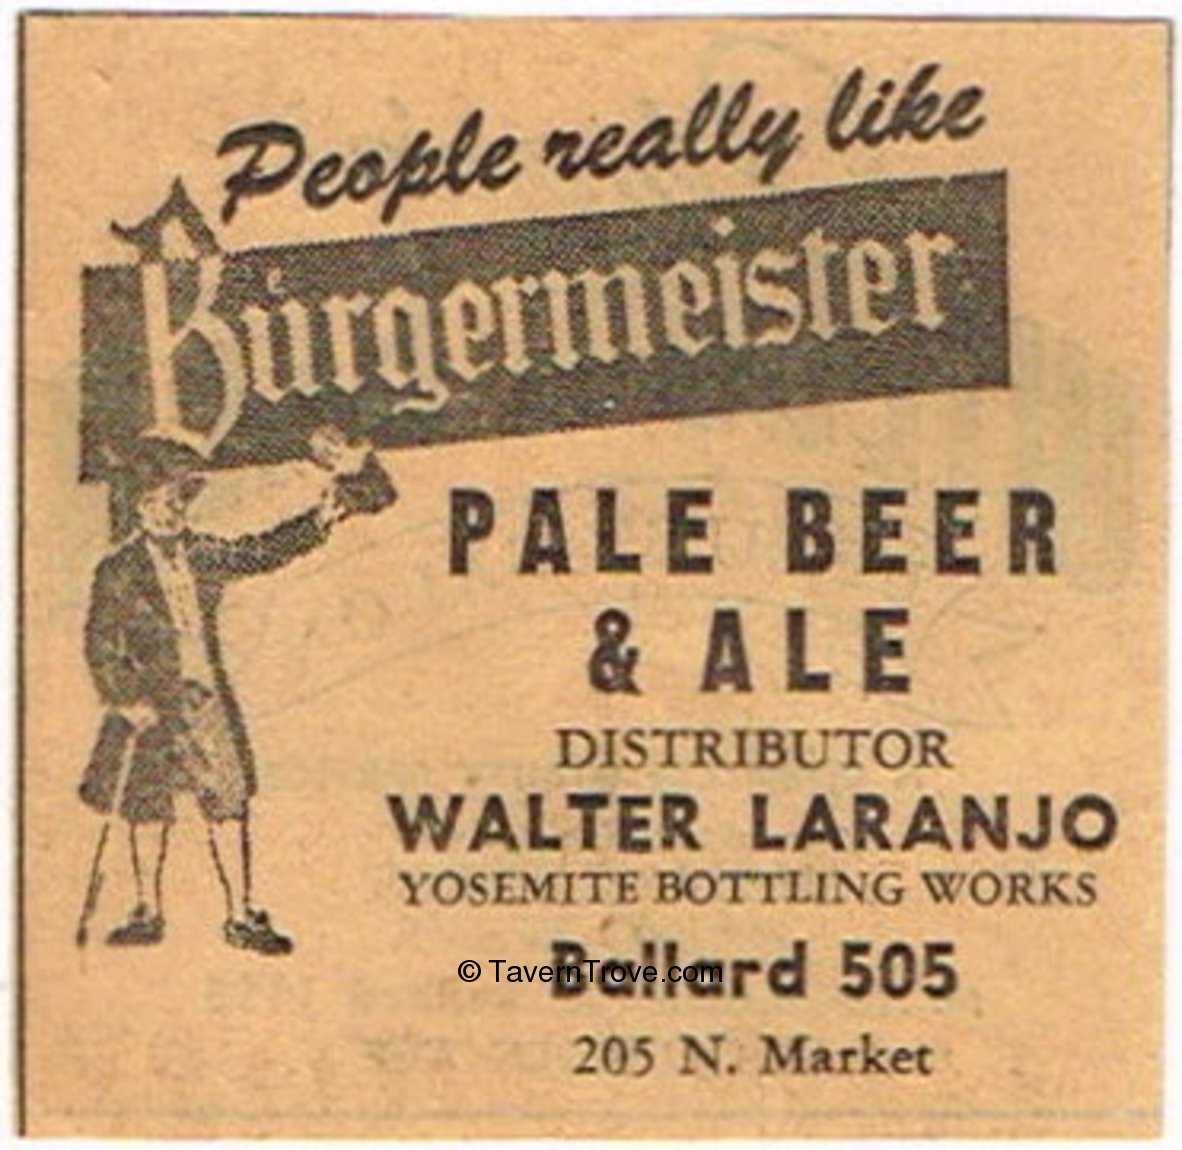 People really like
Bürgermeister
PALE BEER
& ALE
DISTRIBUTOR
WALTER LARANJO
YOSEMITE BOTTLING WORKS
Ballard 505
© TavernTrove.com
205 N. Market